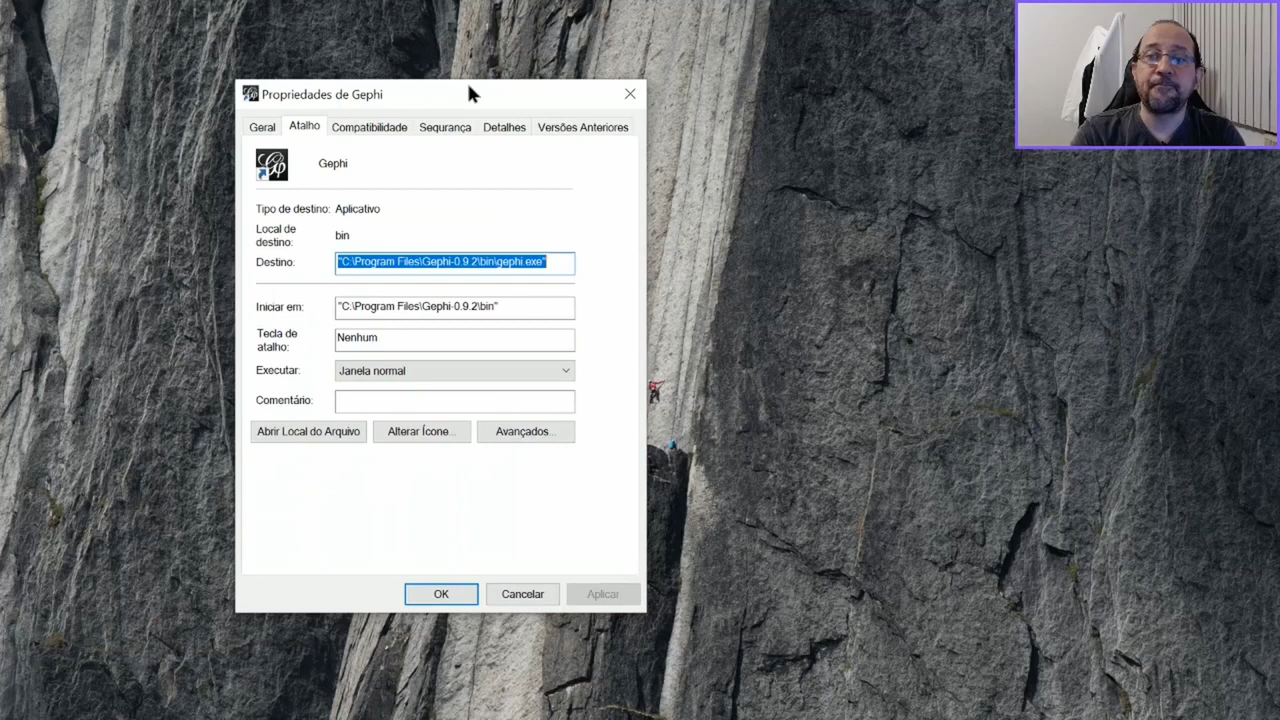 Propriedades de Gephi
Geral Atalho Compatibilidade Segurança Detalhes Versões Anteriores
Gephi
Tipo de destino: Aplicativo
Local de
destino:
bin
Destino: "C:\Program Files\Gephi-0.9.2\bin\gephi.exe"
Iniciar em: "C:\Program Files\Gephi-0.9.2\bin"
Tecla de
atalho:
Nenhum
Executar: Janela normal
Comentário:
Abrir Local do Arquivo Alterar Ícone... Avançados...
OK Cancelar Aplicar